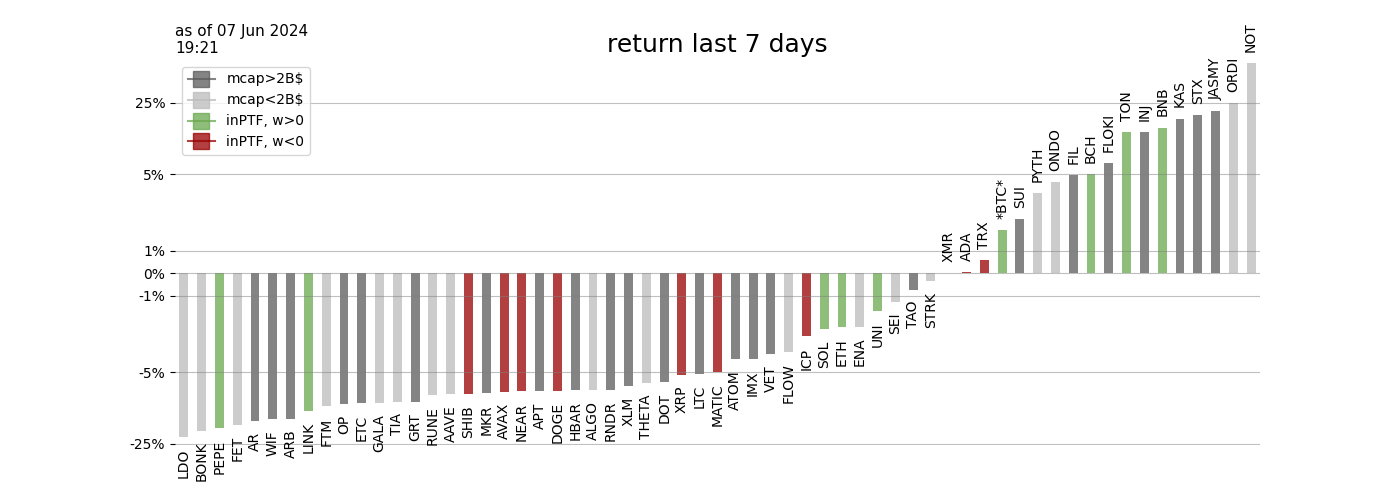 as of 07 Jun 2024
19:21
return last 7 days
mcap>2B$
mcap<2B$
inPTF, w>0
inPTF, w<0
25%
5%
1%
0%
-1%
-5%
-25%
LDO
BONK
PEPE
FET
AR
WIF
ARB
LINK
FTM
OP
ETC
GALA
TIA
GRT
RUNE
AAVE
SHIB
MKR
AVAX
NEAR
APT
DOGE
HBAR
ALGO
RNDR
XLM
THETA
DOT
XRP
LTC
MATIC
ATOM
IMX
VET
FLOW
ICP
SOL
ETH
ENA
UNI
SEI
TAO
STRK
XMR
ADA
TRX
*BTC*
SUI
PYTH
ONDO
FIL
BCH
FLOKI
TON
INJ
BNB
KAS
STX
JASMY
ORDI
NOT